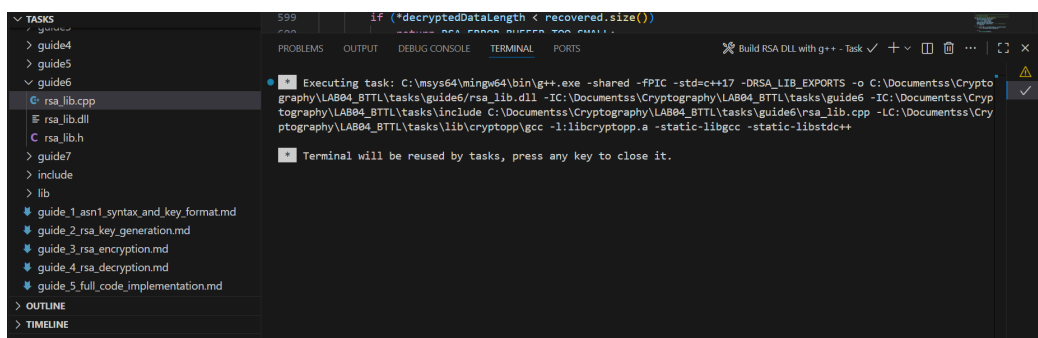 TASKS
guide3
guide4
guide5
guide6
rsa_lib.cpp
rsa_lib.dll
C rsa_lib.h
guide7
include
lib
guide_1_asn1_syntax_and_key_format.md
guide_2_rsa_key_generation.md
guide_3_rsa_encryption.md
guide_4_rsa_decryption.md
guide_5_full_code_implementation.md
OUTLINE
TIMELINE
599 if (*decryptedDataLength < recovered.size())
600 return RSA_ERROR_BUFFER_TOO_SMALL;
PROBLEMS OUTPUT DEBUG CONSOLE TERMINAL PORTS
Build RSA DLL with g++ - Task
* Executing task: C:\msys64\mingw64\bin\g++.exe -shared -fPIC -std=c++17 -DRSA_LIB_EXPORTS -o C:\Documentss\Crypto
graphy\LAB04_BTTL\tasks\guide6/rsa_lib.dll -IC:\Documentss\Cryptography\LAB04_BTTL\tasks\guide6 -IC:\Documentss\Cryp
tography\LAB04_BTTL\tasks\include C:\Documentss\Cryptography\LAB04_BTTL\tasks\guide6\rsa_lib.cpp -LC:\Documentss\Cry
ptography\LAB04_BTTL\tasks\lib\cryptopp\gcc -l:libcryptopp.a -static-libgcc -static-libstdc++
* Terminal will be reused by tasks, press any key to close it.